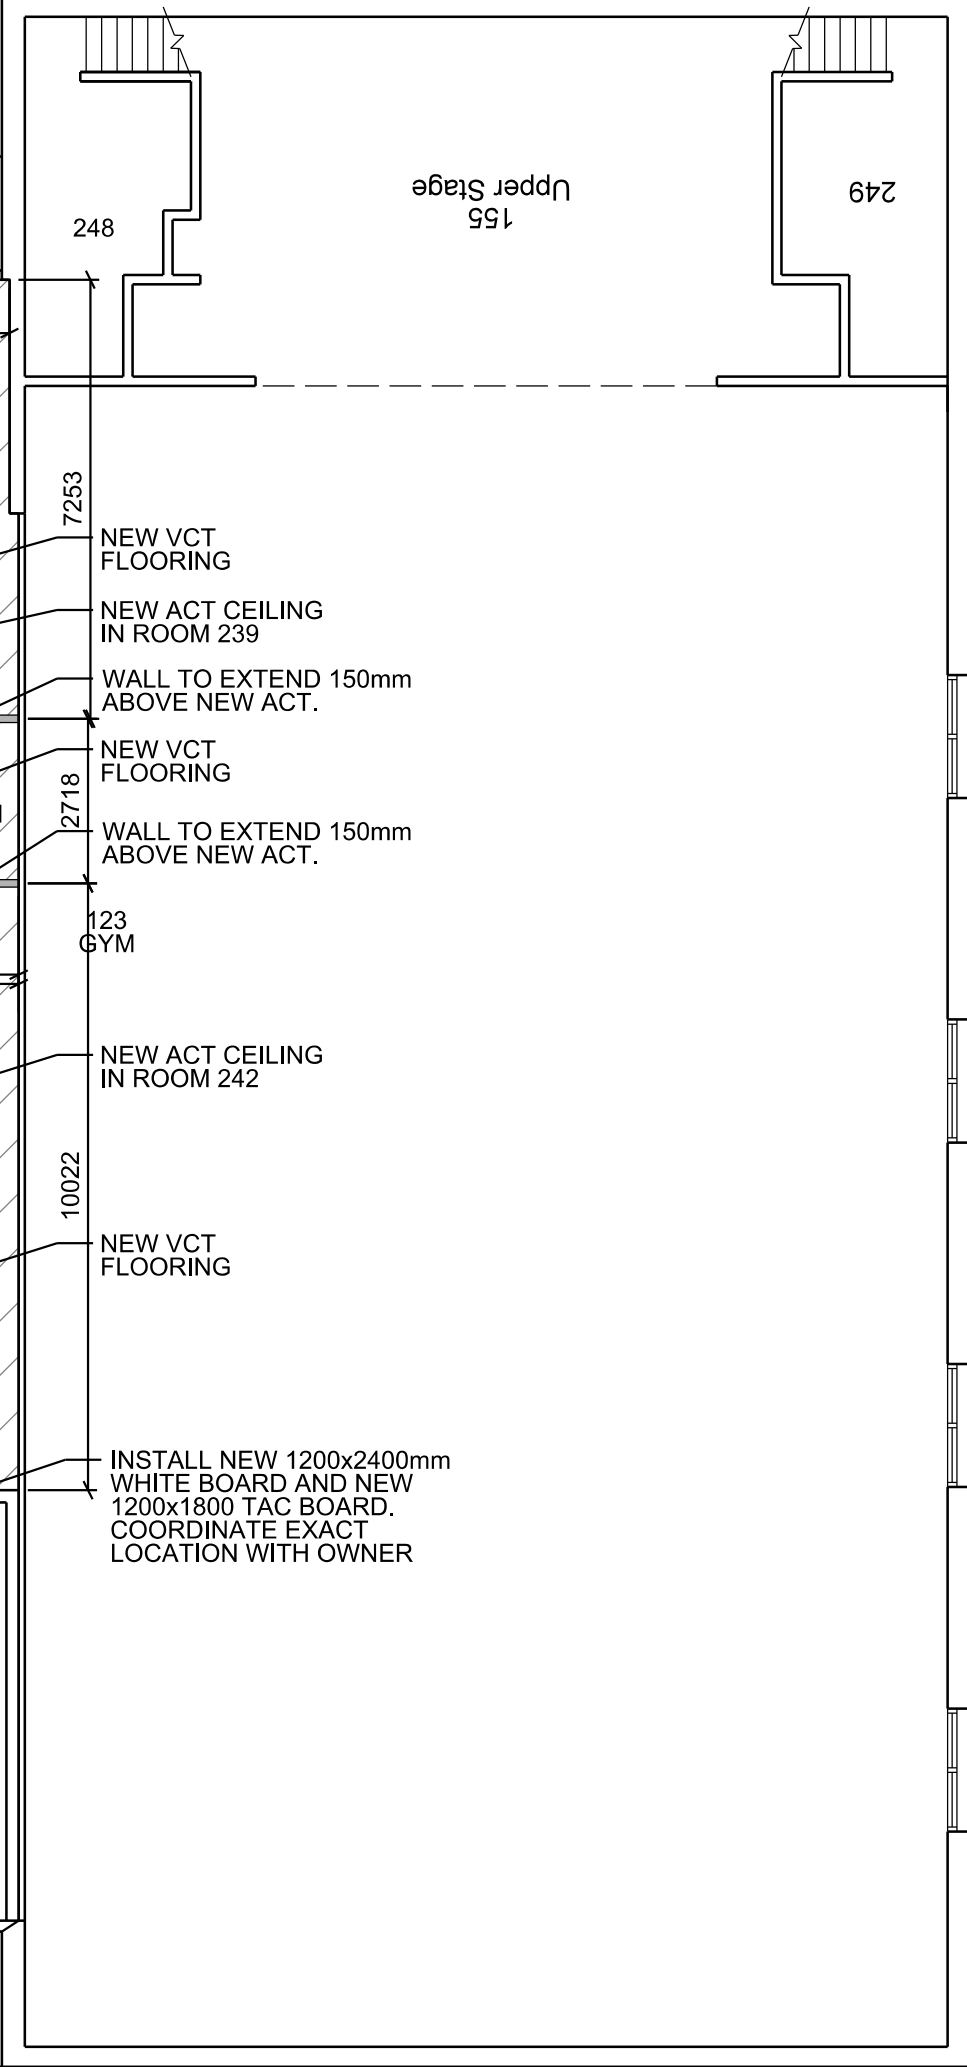 155
Upper Stage
249
248
7253
NEW VCT
FLOORING
NEW ACT CEILING
IN ROOM 239
WALL TO EXTEND 150mm
ABOVE NEW ACT.
NEW VCT
FLOORING
2718
WALL TO EXTEND 150mm
ABOVE NEW ACT.
123
GYM
NEW ACT CEILING
IN ROOM 242
10022
NEW VCT
FLOORING
INSTALL NEW 1200x2400mm
WHITE BOARD AND NEW
1200x1800 TAC BOARD.
COORDINATE EXACT
LOCATION WITH OWNER